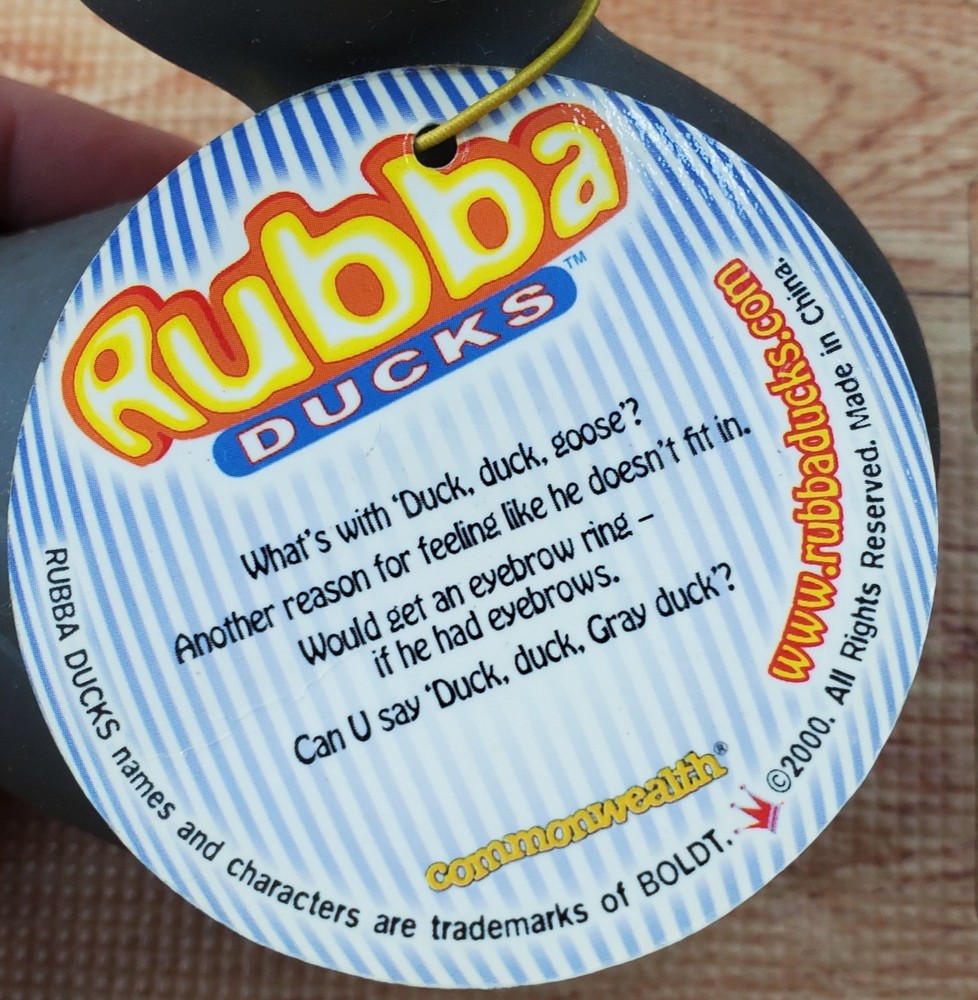 Rubba
DUCKS™
What's with 'Duck, duck, goose'?
Another reason for feeling like he doesn't fit in.
Would get an eyebrow ring –
if he had eyebrows.
Can U say 'Duck, duck, Gray duck'?
commonwealth®
www.rubbaducks.com
RUBBA DUCKS names and characters are trademarks of BOLDT. ©2000. All Rights Reserved. Made in China.